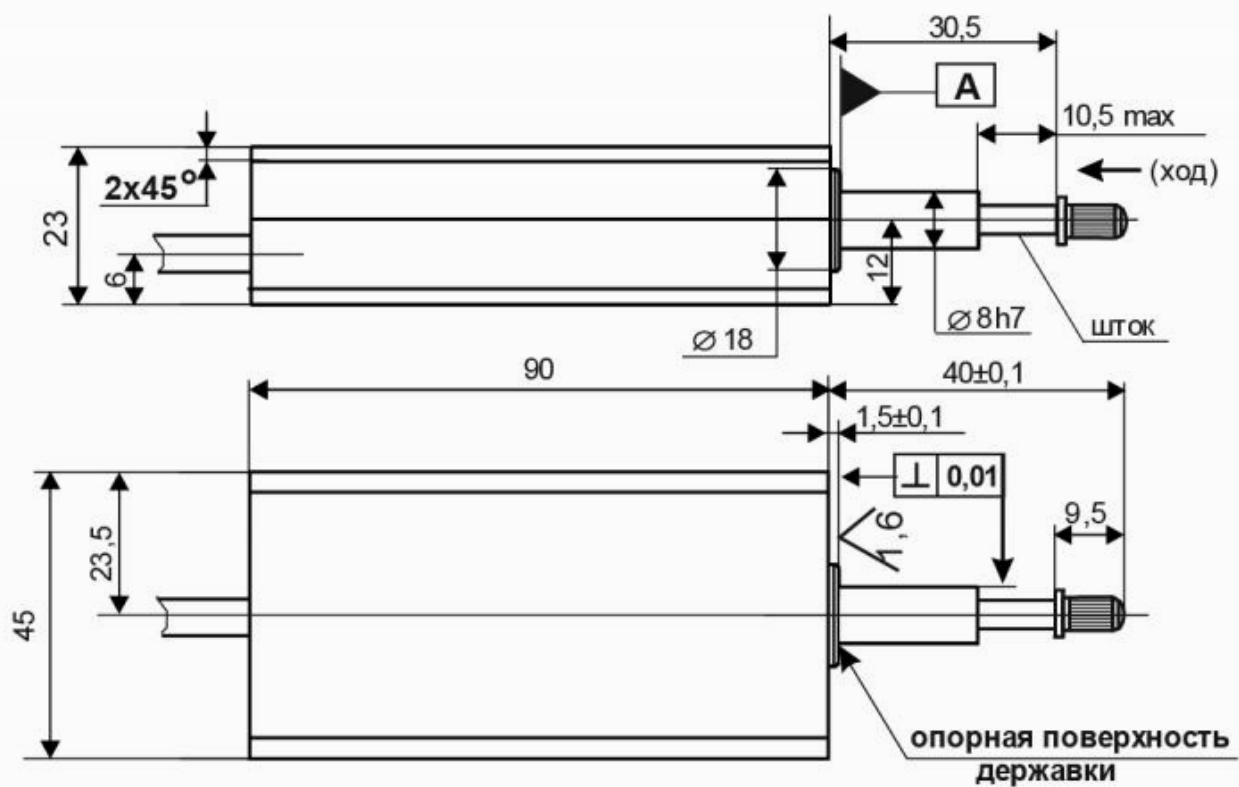 30,5
A
10,5 max
(ход)
2x45°
23
6
12
⌀ 18
⌀ 8h7
шток
90
40±0,1
1,5±0,1
⊥ 0,01
1,6
9,5
23,5
45
опорная поверхность
державки